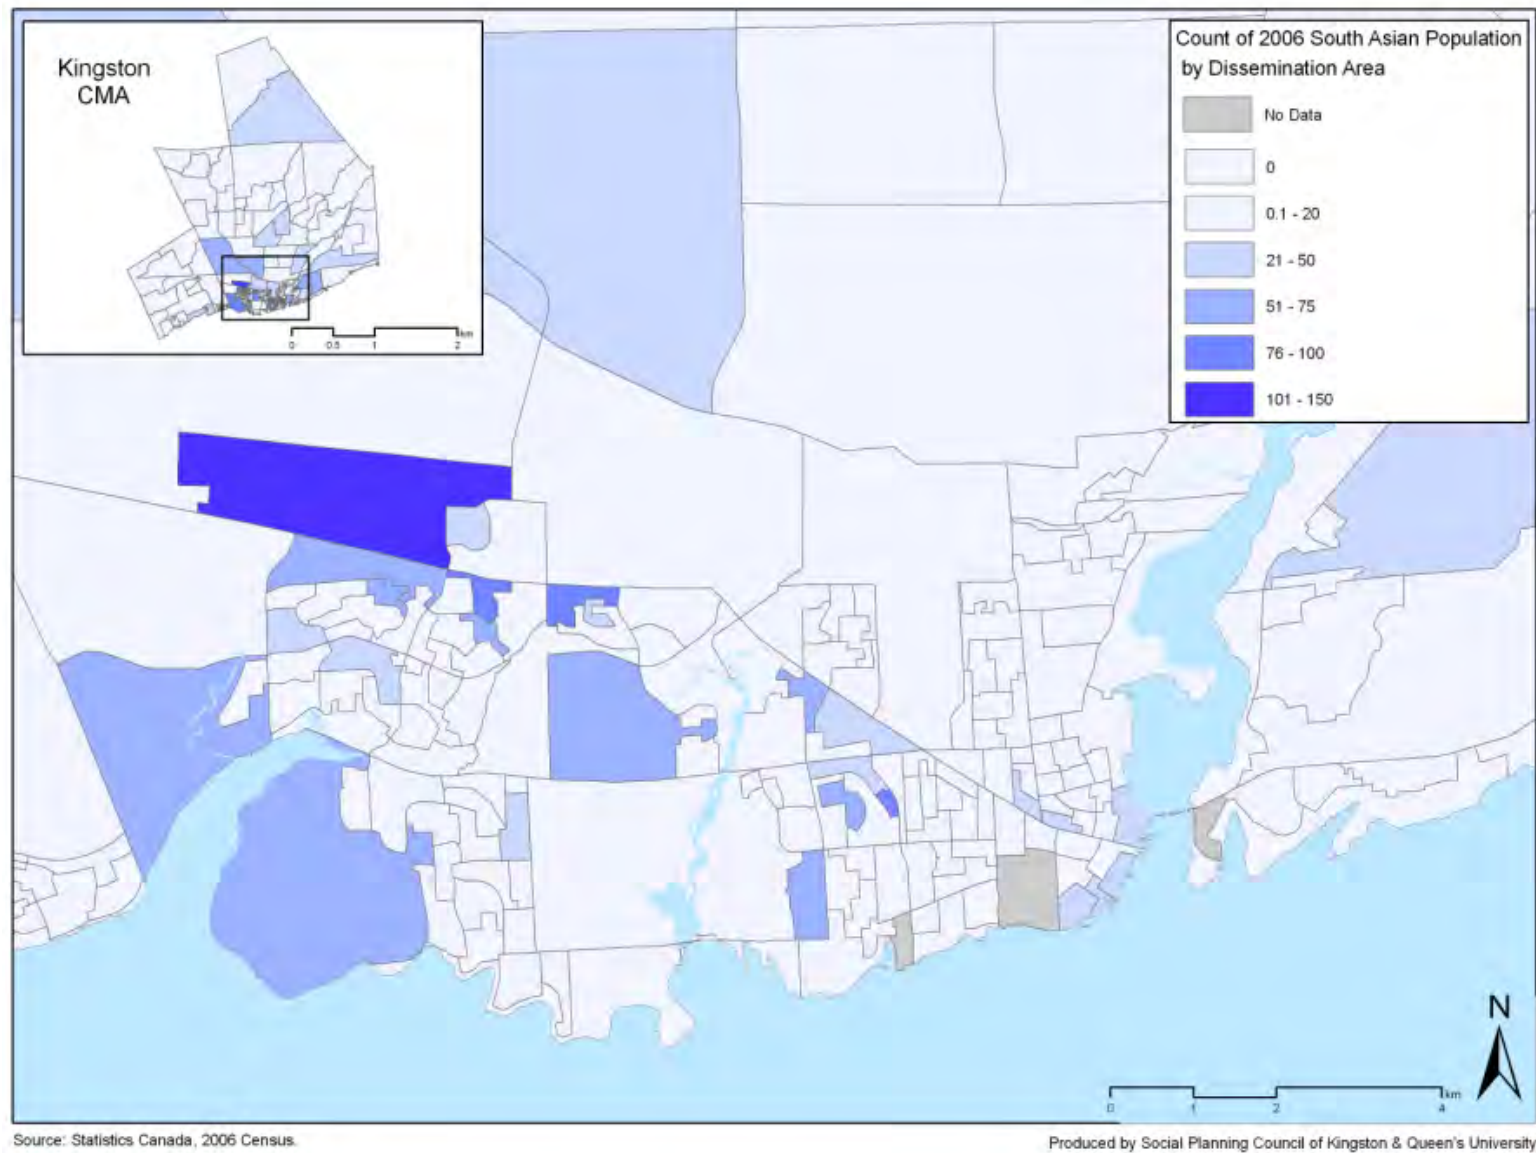 Kingston
CMA
0 0.5 1 2 km
Count of 2006 South Asian Population
by Dissemination Area
No Data
0
0.1 - 20
21 - 50
51 - 75
76 - 100
101 - 150
N
0 1 2 4 km
Source: Statistics Canada, 2006 Census.
Produced by Social Planning Council of Kingston & Queen's University